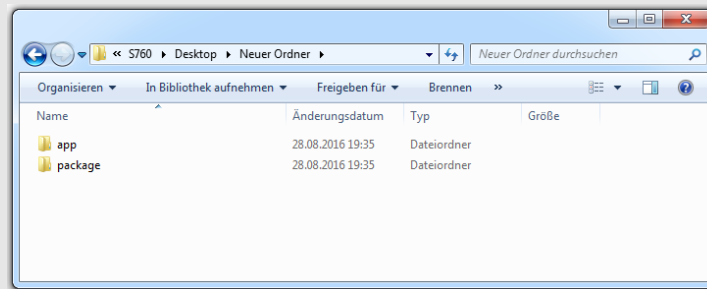 « S760 Desktop Neuer Ordner Neuer Ordner durchsuchen
Organisieren In Bibliothek aufnehmen Freigeben für Brennen »
Name Änderungsdatum Typ Größe
app 28.08.2016 19:35 Dateiordner
package 28.08.2016 19:35 Dateiordner